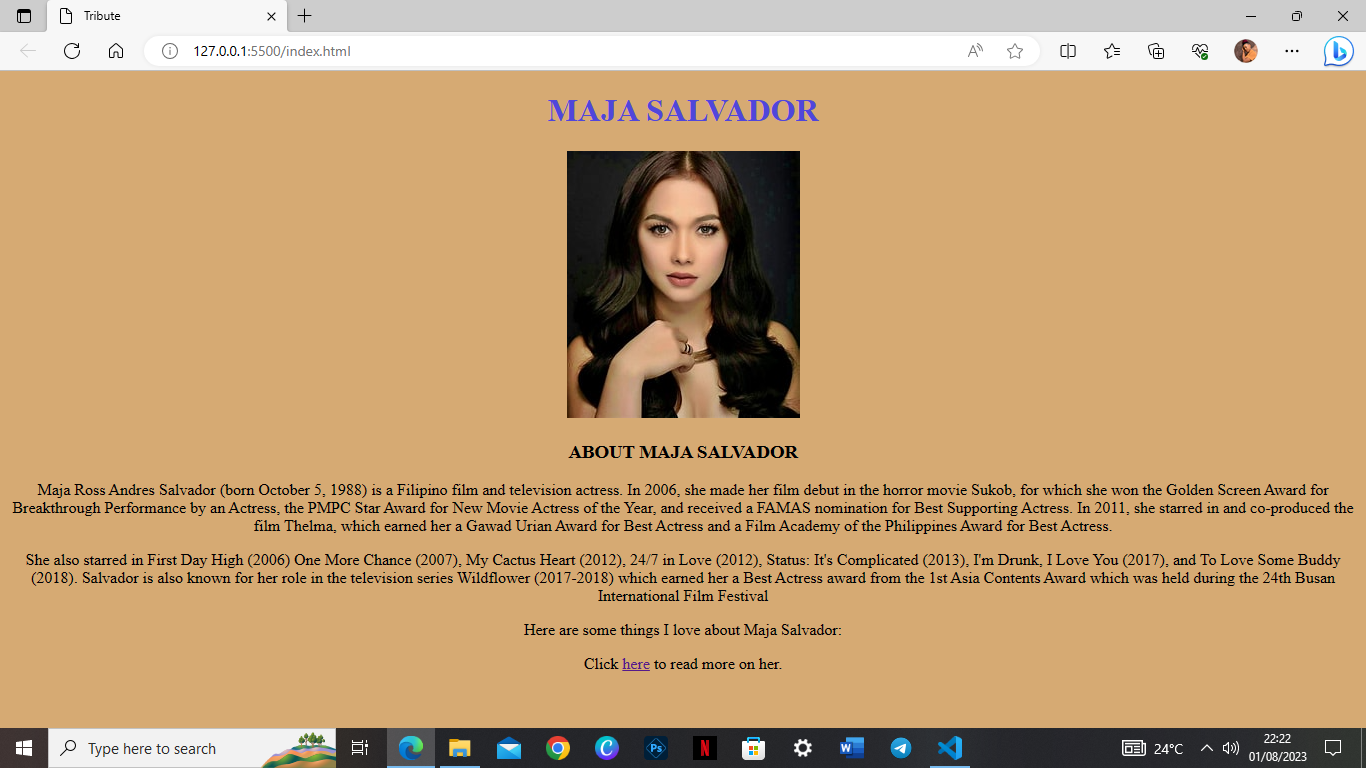 Tribute
127.0.0.1:5500/index.html
MAJA SALVADOR
ABOUT MAJA SALVADOR
Maja Ross Andres Salvador (born October 5, 1988) is a Filipino film and television actress. In 2006, she made her film debut in the horror movie Sukob, for which she won the Golden Screen Award for
Breakthrough Performance by an Actress, the PMPC Star Award for New Movie Actress of the Year, and received a FAMAS nomination for Best Supporting Actress. In 2011, she starred in and co-produced the
film Thelma, which earned her a Gawad Urian Award for Best Actress and a Film Academy of the Philippines Award for Best Actress.
She also starred in First Day High (2006) One More Chance (2007), My Cactus Heart (2012), 24/7 in Love (2012), Status: It's Complicated (2013), I'm Drunk, I Love You (2017), and To Love Some Buddy
(2018). Salvador is also known for her role in the television series Wildflower (2017-2018) which earned her a Best Actress award from the 1st Asia Contents Award which was held during the 24th Busan
International Film Festival
Here are some things I love about Maja Salvador:
Click here to read more on her.
Type here to search
Ps
N
W
24°C
22:22
01/08/2023